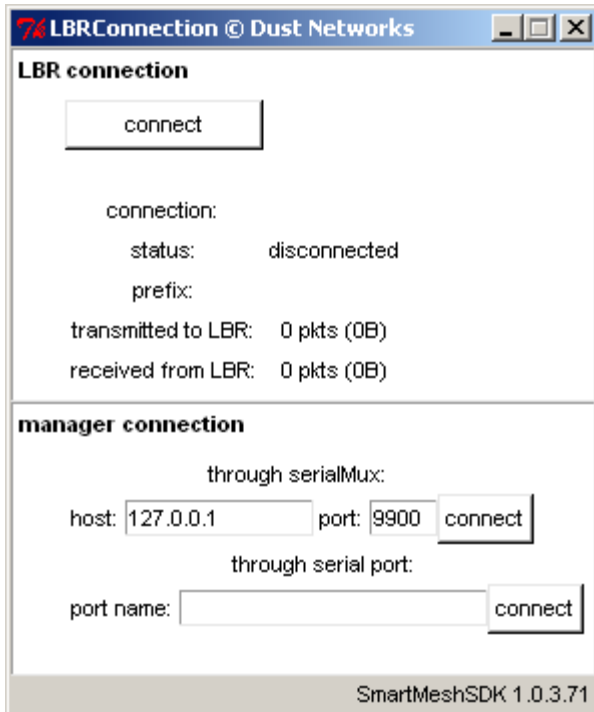 LBRConnection © Dust Networks
LBR connection
connect
connection:
status: disconnected
prefix:
transmitted to LBR: 0 pkts (0B)
received from LBR: 0 pkts (0B)
manager connection
through serialMux:
host: 127.0.0.1 port: 9900 connect
through serial port:
port name: connect
SmartMeshSDK 1.0.3.71